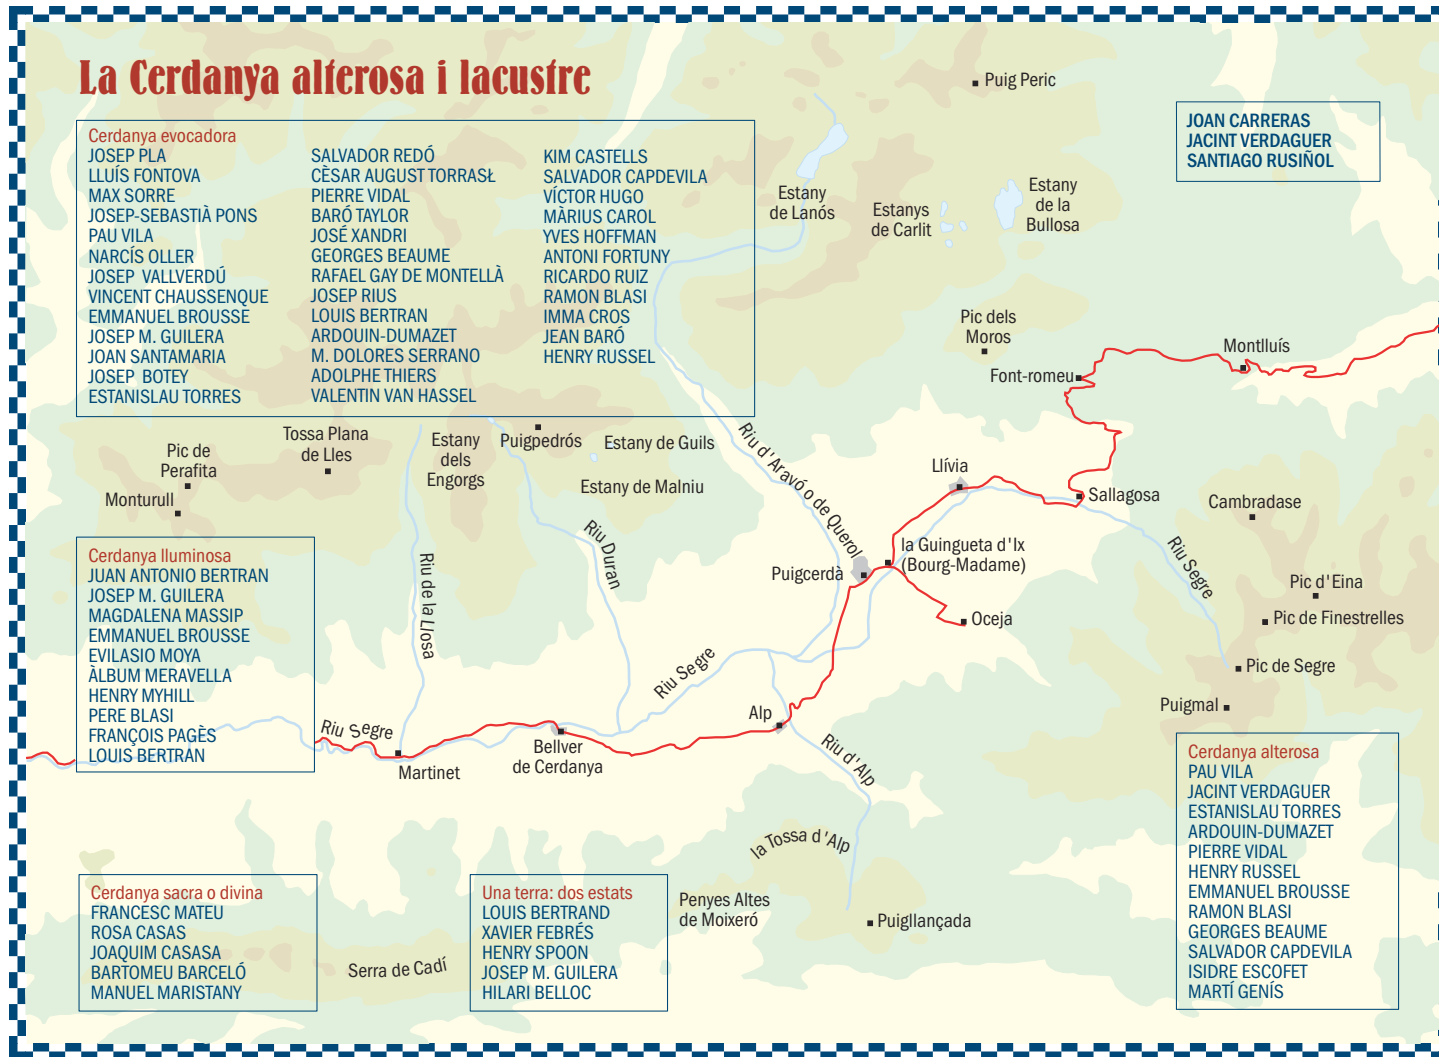 La Cerdanya alterosa i lacustre
Cerdanya evocadora
JOSEP PLA
LLUÍS FONTOVA
MAX SORRE
JOSEP-SEBASTIÀ PONS
PAU VILA
NARCÍS OLLER
JOSEP VALLVERDÚ
VINCENT CHAUSSENQUE
EMMANUEL BROUSSE
JOSEP M. GUILERA
JOAN SANTAMARIA
JOSEP BOTEY
ESTANISLAU TORRES
SALVADOR REDÓ
CÈSAR AUGUST TORRASŁ
PIERRE VIDAL
BARÓ TAYLOR
JOSÉ XANDRI
GEORGES BEAUME
RAFAEL GAY DE MONTELLÀ
JOSEP RIUS
LOUIS BERTRAN
ARDOUIN-DUMAZET
M. DOLORES SERRANO
ADOLPHE THIERS
VALENTIN VAN HASSEL
KIM CASTELLS
SALVADOR CAPDEVILA
VÍCTOR HUGO
MÀRIUS CAROL
YVES HOFFMAN
ANTONI FORTUNY
RICARDO RUIZ
RAMON BLASI
IMMA CROS
JEAN BARÓ
HENRY RUSSEL
JOAN CARRERAS
JACINT VERDAGUER
SANTIAGO RUSIÑOL
Puig Peric
Estany
de Lanós
Estanys
de Carlit
Estany
de la
Bullosa
Pic dels
Moros
Font-romeu
Montlluís
Pic de
Perafita
Monturull
Tossa Plana
de Lles
Estany
dels
Engorgs
Puigpedrós
Estany de Guils
Estany de Malniu
Riu d'Aravó o de Querol
Llívia
Sallagosa
Cambradase
Riu de la Llosa
Riu Duran
Puigcerdà
la Guingueta d'Ix
(Bourg-Madame)
Oceja
Riu Segre
Pic d'Eina
Pic de Finestrelles
Pic de Segre
Puigmal
Cerdanya lluminosa
JUAN ANTONIO BERTRAN
JOSEP M. GUILERA
MAGDALENA MASSIP
EMMANUEL BROUSSE
EVILASIO MOYA
ÀLBUM MERAVELLA
HENRY MYHILL
PERE BLASI
FRANÇOIS PAGÈS
LOUIS BERTRAN
Riu Segre
Martinet
Bellver
de Cerdanya
Riu Segre
Alp
Riu d'Alp
la Tossa d'Alp
Penyes Altes
de Moixeró
Puigllançada
Serra de Cadí
Cerdanya sacra o divina
FRANCESC MATEU
ROSA CASAS
JOAQUIM CASASA
BARTOMEU BARCELÓ
MANUEL MARISTANY
Una terra: dos estats
LOUIS BERTRAND
XAVIER FEBRÉS
HENRY SPOON
JOSEP M. GUILERA
HILARI BELLOC
Cerdanya alterosa
PAU VILA
JACINT VERDAGUER
ESTANISLAU TORRES
ARDOUIN-DUMAZET
PIERRE VIDAL
HENRY RUSSEL
EMMANUEL BROUSSE
RAMON BLASI
GEORGES BEAUME
SALVADOR CAPDEVILA
ISIDRE ESCOFET
MARTÍ GENÍS